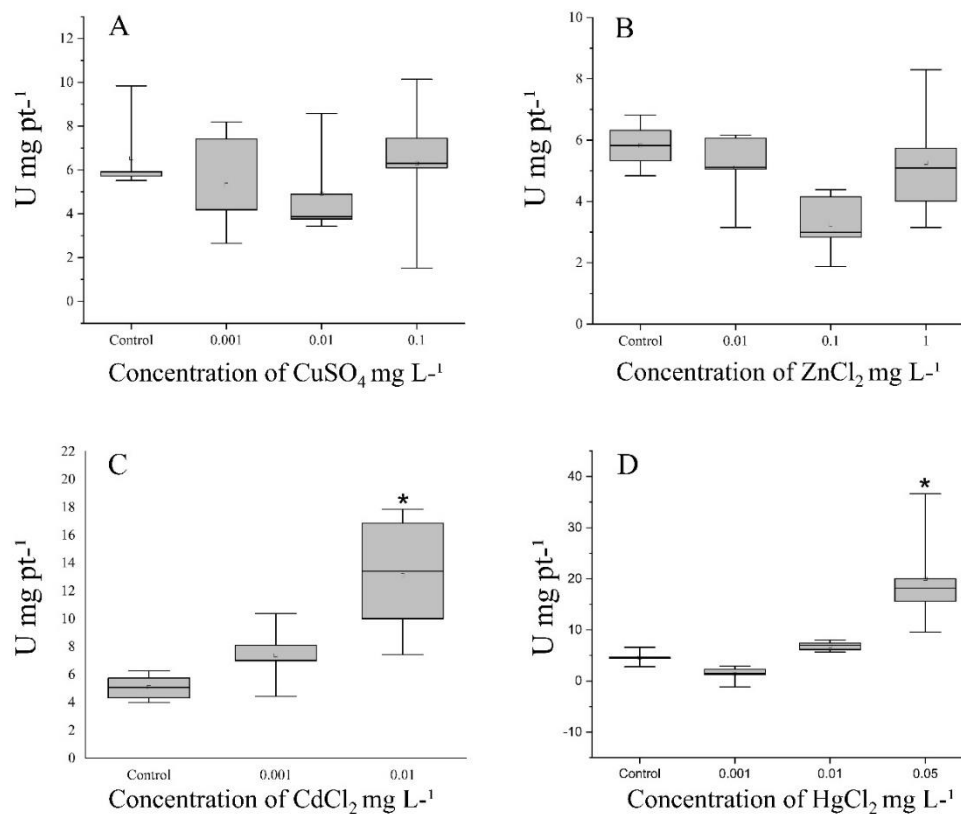 A
U mg pt-¹
12
10
8
6
4
2
0
Control 0.001 0.01 0.1
Concentration of CuSO₄ mg L-¹
B
U mg pt-¹
10
8
6
4
2
0
Control 0.01 0.1 1
Concentration of ZnCl₂ mg L-¹
C
U mg pt-¹
22
20
18
16
14
12
10
8
6
4
2
0
*
Control 0.001 0.01
Concentration of CdCl₂ mg L-¹
D
U mg pt-¹
40
30
20
10
0
-10
*
Control 0.001 0.01 0.05
Concentration of HgCl₂ mg L-¹